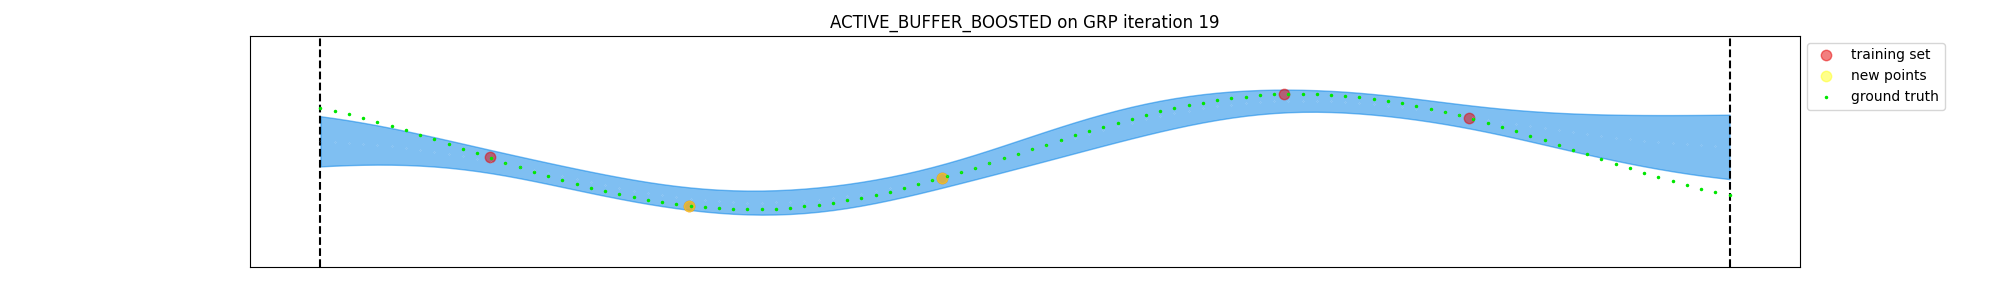 ACTIVE_BUFFER_BOOSTED on GRP iteration 19
training set
new points
ground truth